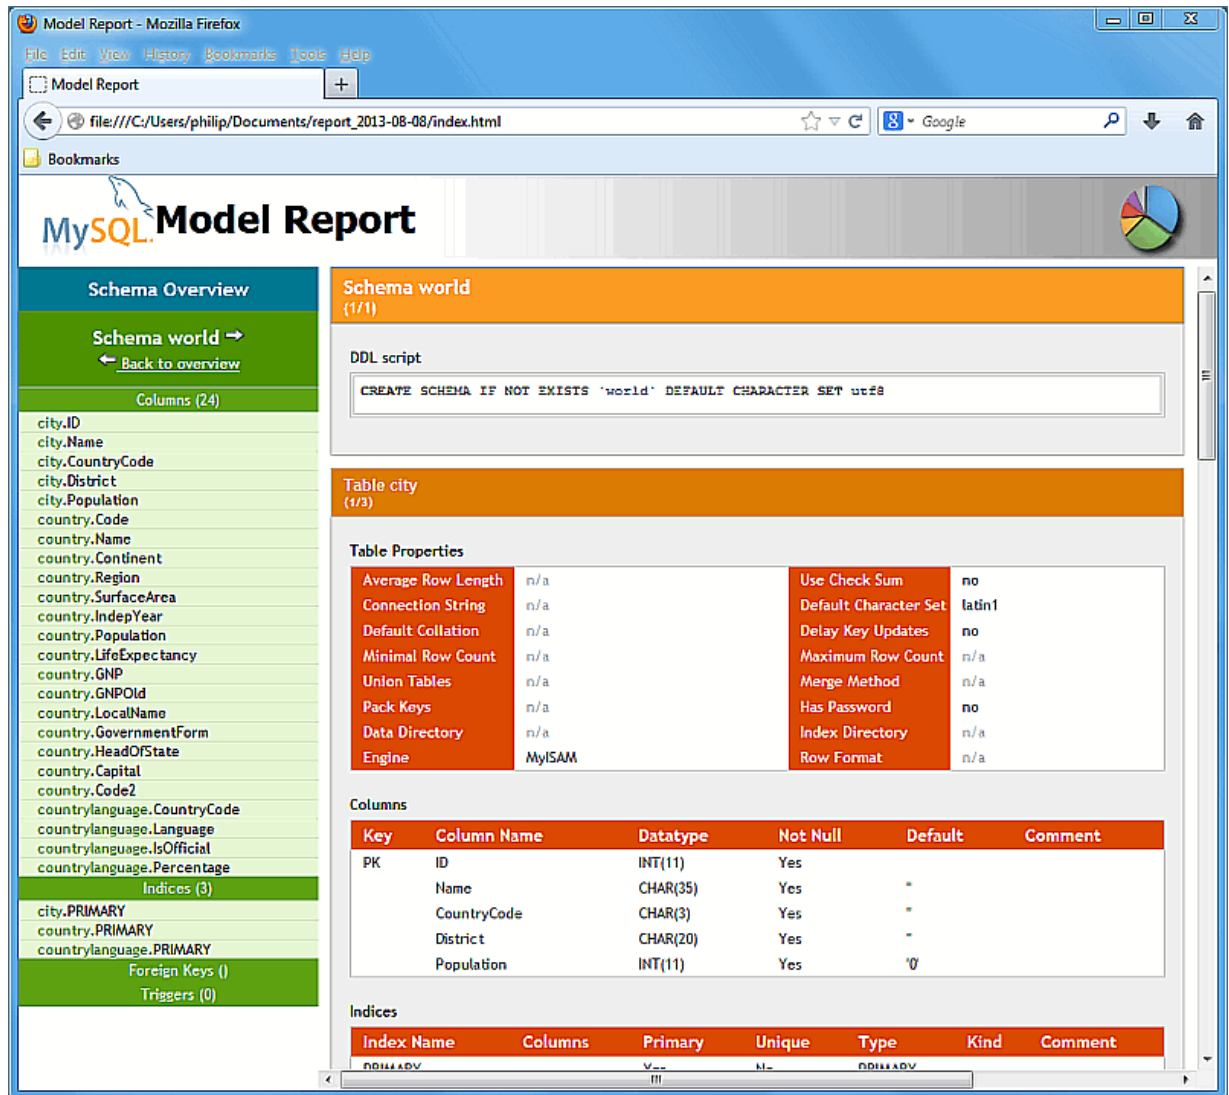 Model Report - Mozilla Firefox
File Edit View History Bookmarks Tools Help
Model Report +
file:///C:/Users/philip/Documents/report_2013-08-08/index.html
8 Google
Bookmarks
MySQL. Model Report
Schema Overview
Schema world
Back to overview
Columns (24)
city.ID
city.Name
city.CountryCode
city.District
city.Population
country.Code
country.Name
country.Continent
country.Region
country.SurfaceArea
country.IndepYear
country.Population
country.LifeExpectancy
country.GNP
country.GNPOld
country.LocalName
country.GovernmentForm
country.HeadOfState
country.Capital
country.Code2
countrylanguage.CountryCode
countrylanguage.Language
countrylanguage.IsOfficial
countrylanguage.Percentage
Indices (3)
city.PRIMARY
country.PRIMARY
countrylanguage.PRIMARY
Foreign Keys ()
Triggers (0)
Schema world
(1/1)
DDL script
CREATE SCHEMA IF NOT EXISTS `world` DEFAULT CHARACTER SET utf8
Table city
(1/3)
Table Properties
Average Row Length n/a Use Check Sum no
Connection String n/a Default Character Set latin1
Default Collation n/a Delay Key Updates no
Minimal Row Count n/a Maximum Row Count n/a
Union Tables n/a Merge Method n/a
Pack Keys n/a Has Password no
Data Directory n/a Index Directory n/a
Engine MyISAM Row Format n/a
Columns
Key Column Name Datatype Not Null Default Comment
PK ID INT(11) Yes
Name CHAR(35) Yes ''
CountryCode CHAR(3) Yes ''
District CHAR(20) Yes ''
Population INT(11) Yes '0'
Indices
Index Name Columns Primary Unique Type Kind Comment
PRIMARY Yes No PRIMARY